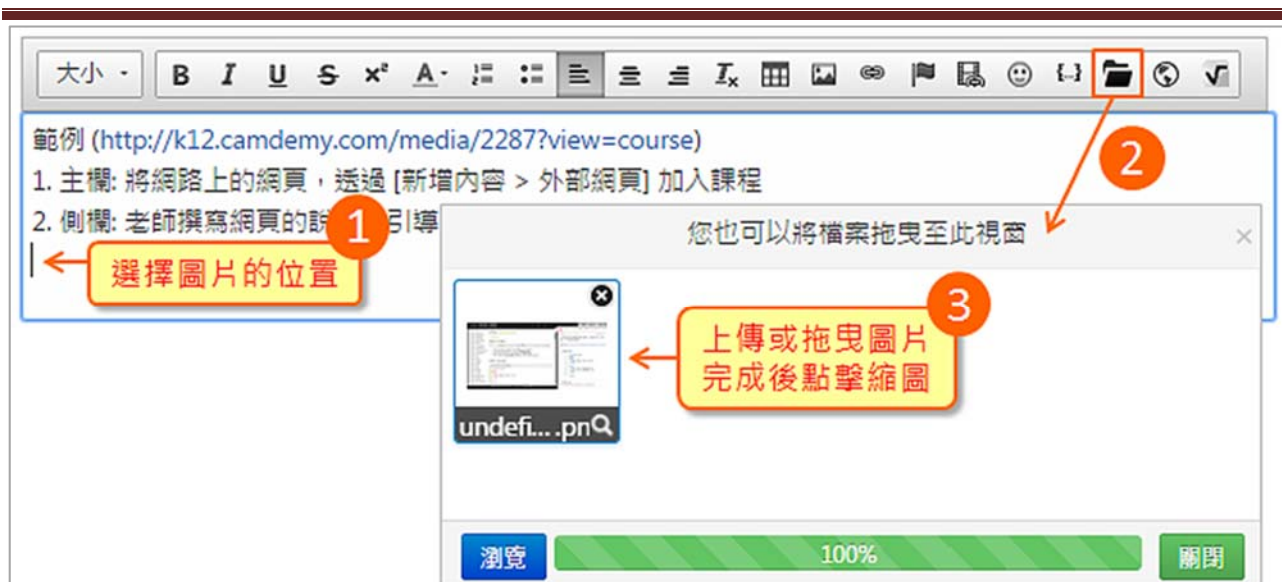 大小
B I U S x² A
範例 (http://k12.camdemy.com/media/2287?view=course)
1. 主欄: 將網路上的網頁，透過 [新增內容 > 外部網頁] 加入課程
2. 側欄: 老師撰寫網頁的說 引導
1
選擇圖片的位置
2
您也可以將檔案拖曳至此視窗
3
上傳或拖曳圖片
完成後點擊縮圖
undefi... .pn
瀏覽
100%
關閉